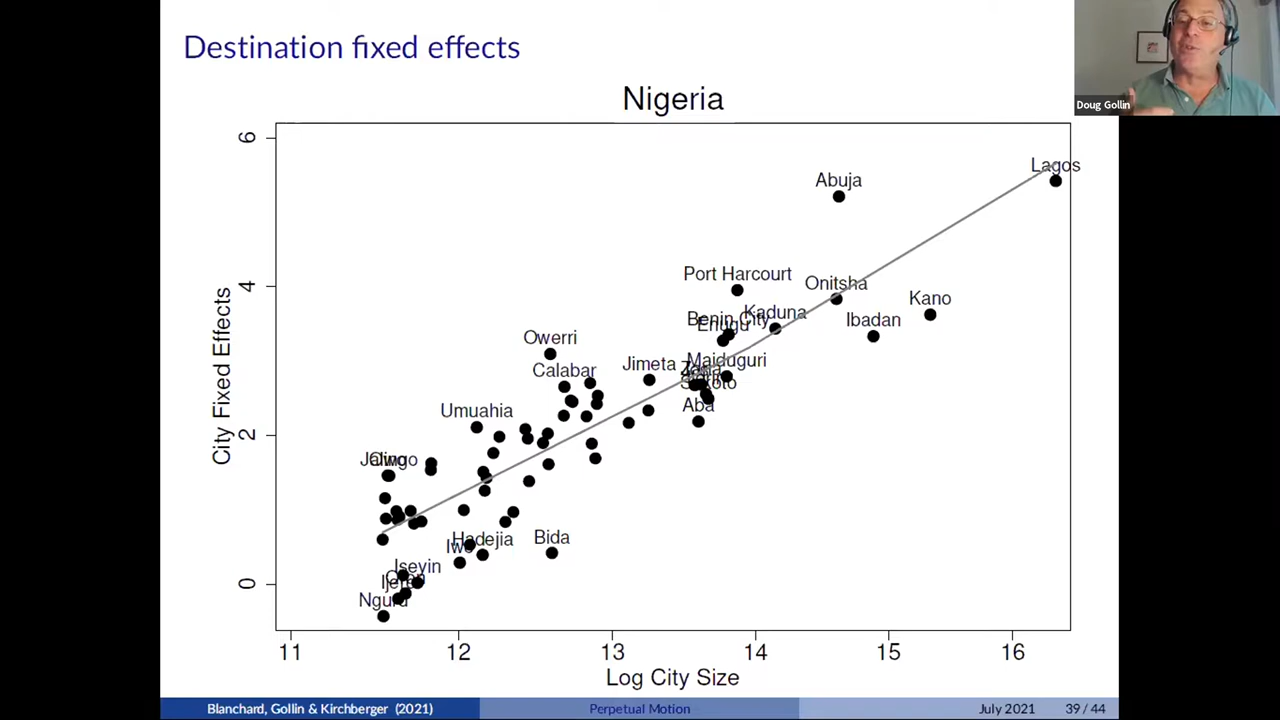 Destination fixed effects
Doug Gollin
Nigeria
City Fixed Effects
6
4
2
0
Lagos
Abuja
Port Harcourt
Onitsha
Kano
Kaduna
Benin City
Enugu
Ibadan
Owerri
Maiduguri
Jimeta
Calabar
Sokoto
Aba
Umuahia
Jalingo
Bida
Hadejia
Iwo
Iseyin
Nguru
11
12
13
14
15
16
Log City Size
Blanchard, Gollin & Kirchberger (2021)
Perpetual Motion
July 2021
39 / 44